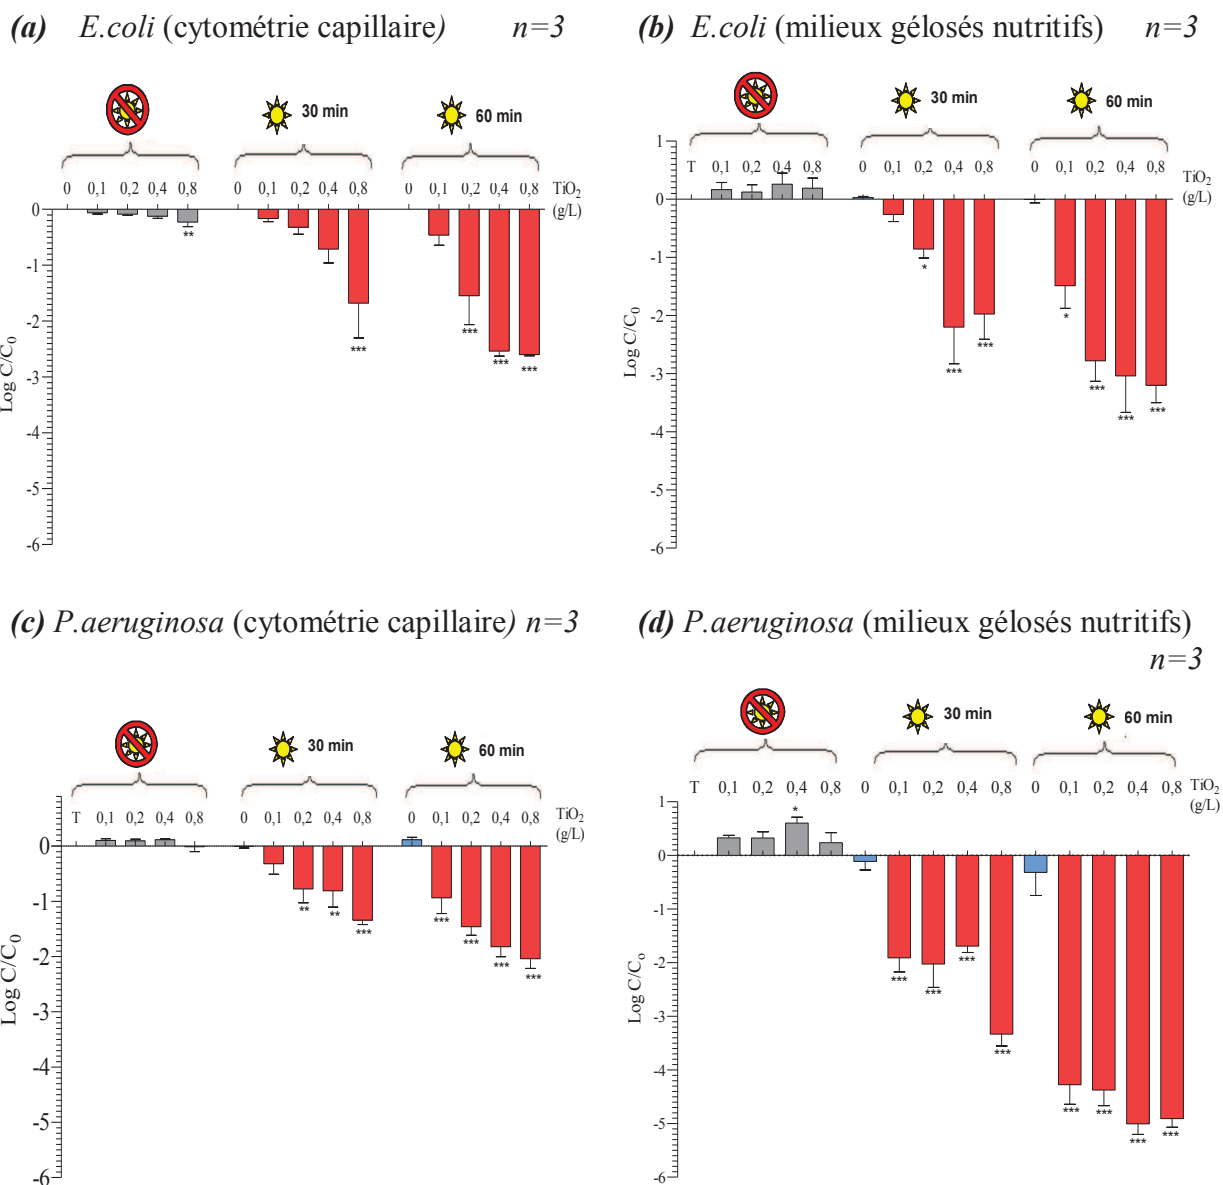 (a) E.coli (cytométrie capillaire) n=3
30 min
60 min
0 0,1 0,2 0,4 0,8 0 0,1 0,2 0,4 0,8 0 0,1 0,2 0,4 0,8 TiO2
(g/L)
0
-1
-2
-3
-4
-5
-6
Log C/C0
**
***
***
***
***
(b) E.coli (milieux gélosés nutritifs) n=3
30 min
60 min
T 0,1 0,2 0,4 0,8 0 0,1 0,2 0,4 0,8 0 0,1 0,2 0,4 0,8 TiO2
(g/L)
1
0
-1
-2
-3
-4
-5
-6
Log C/C0
*
***
***
*
***
***
***
(c) P.aeruginosa (cytométrie capillaire) n=3
30 min
60 min
T 0,1 0,2 0,4 0,8 0 0,1 0,2 0,4 0,8 0 0,1 0,2 0,4 0,8 TiO2
(g/L)
0
-1
-2
-3
-4
-5
-6
Log C/C0
**
**
***
***
***
***
***
(d) P.aeruginosa (milieux gélosés nutritifs)
n=3
30 min
60 min
T 0,1 0,2 0,4 0,8 0 0,1 0,2 0,4 0,8 0 0,1 0,2 0,4 0,8 TiO2
(g/L)
1
0
-1
-2
-3
-4
-5
-6
Log C/Co
*
***
***
***
***
***
***
***
***